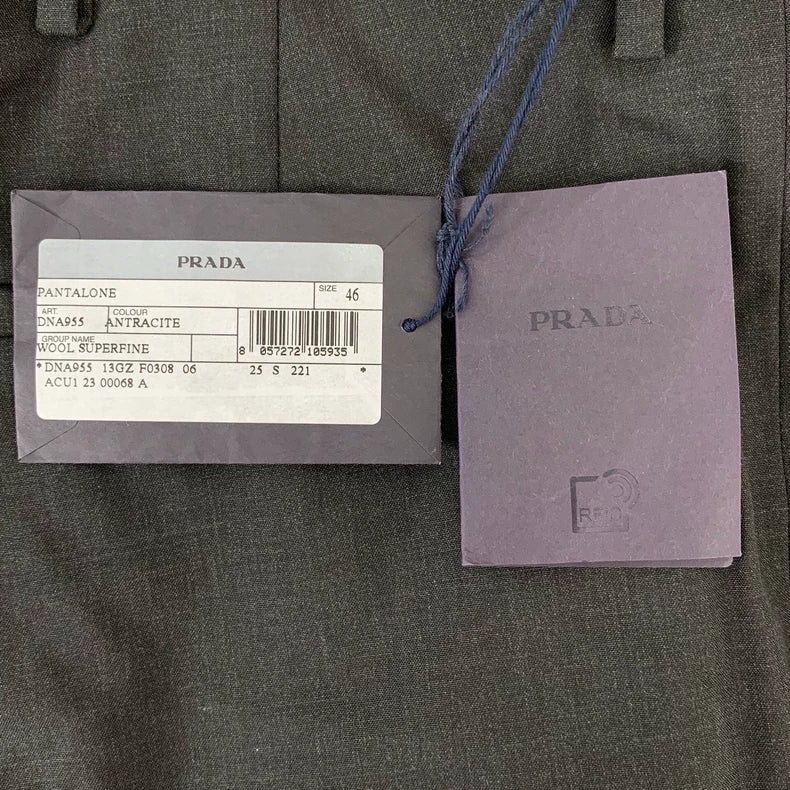 PRADA
PANTALONE SIZE 46
ART. DNA955 COLOUR ANTRACITE
GROUP NAME WOOL SUPERFINE
8 057272 105935
*DNA955 13GZ F0308 06 25 S 221 *
ACU1 23 00068 A
PRADA
RFID